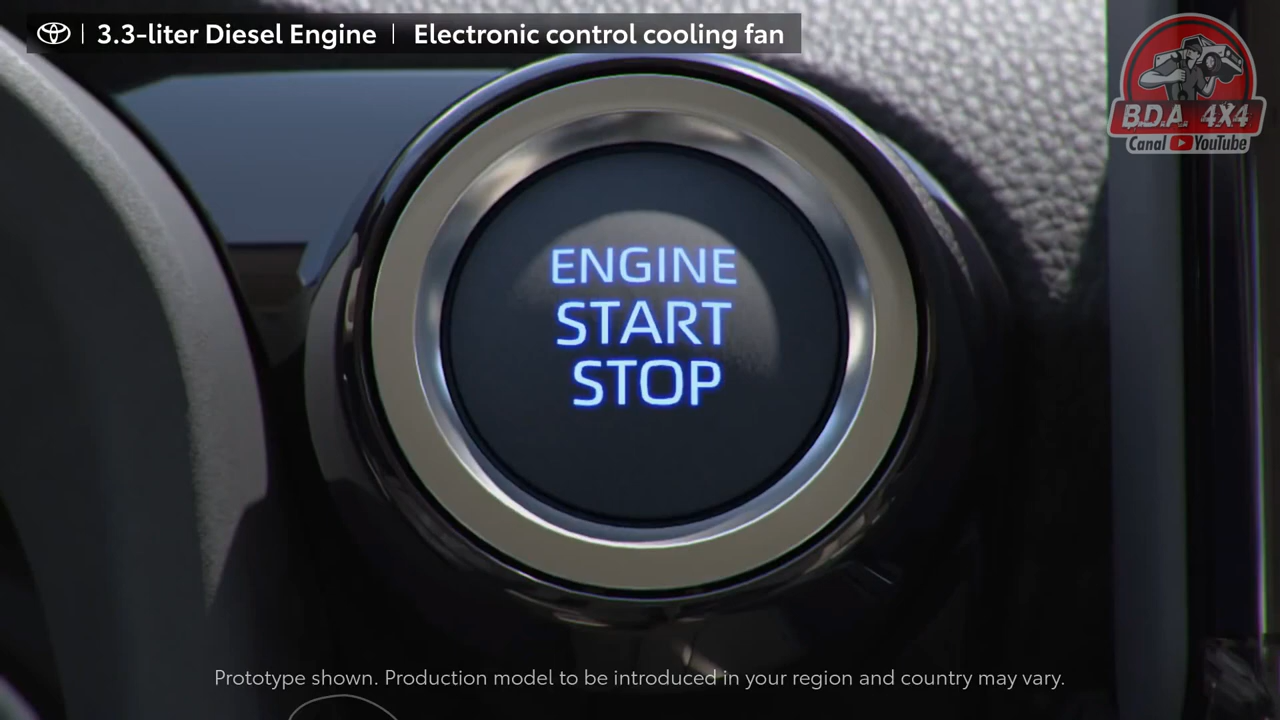 3.3-liter Diesel Engine | Electronic control cooling fan
B.D.A. 4X4
Canal YouTube
ENGINE
START
STOP
Prototype shown. Production model to be introduced in your region and country may vary.